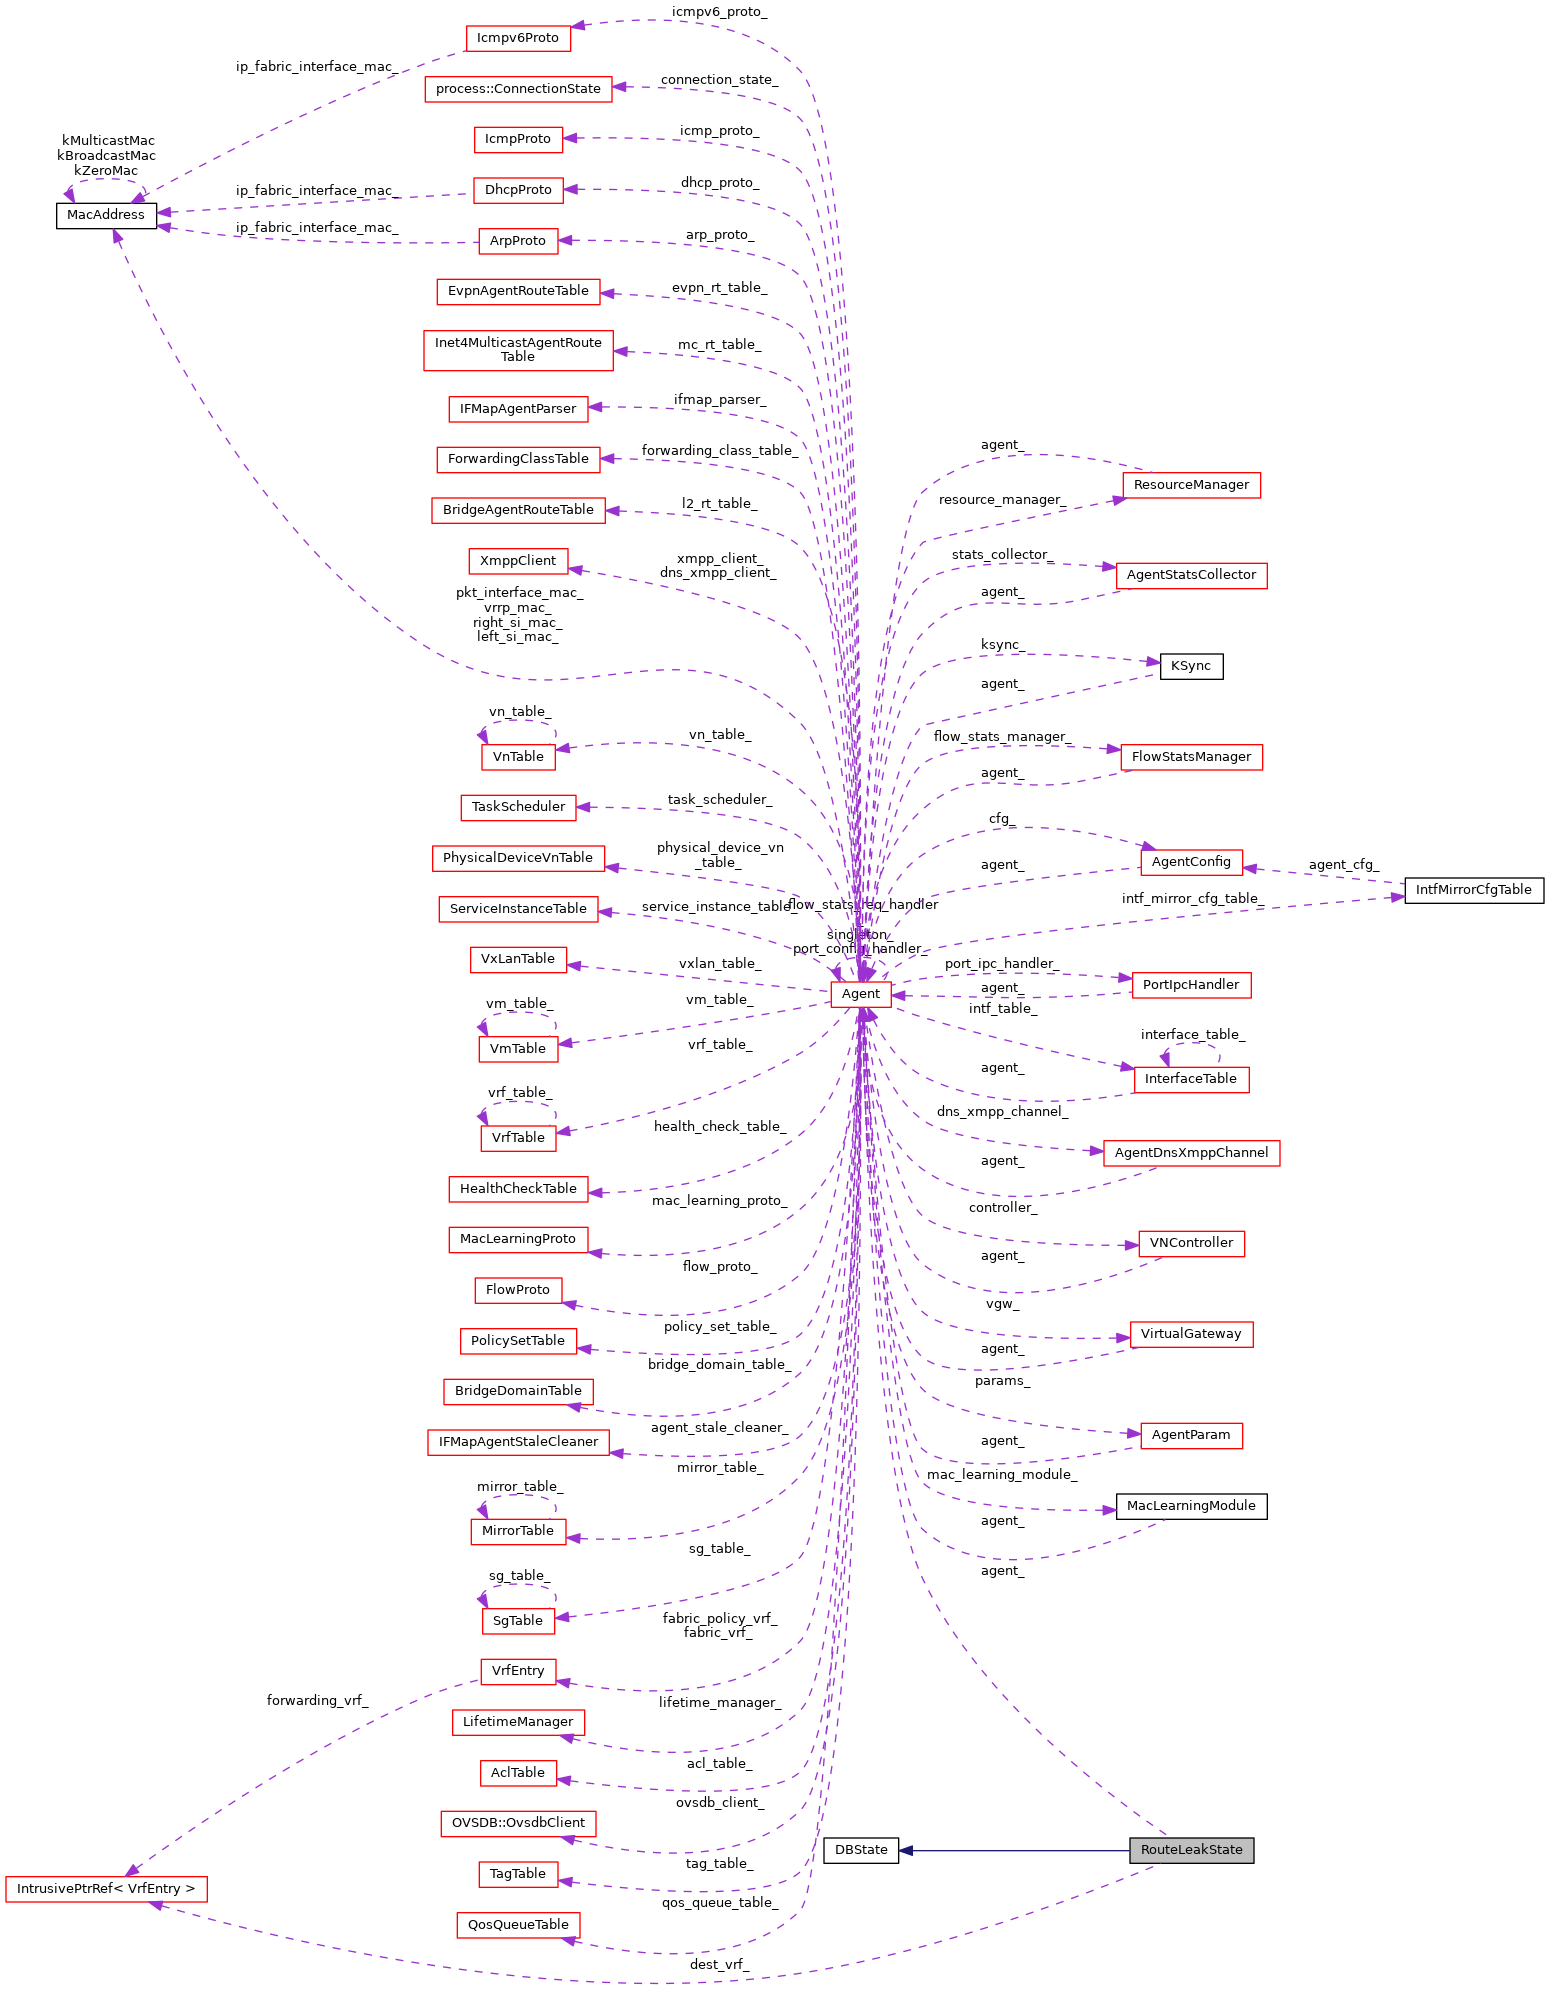 icmpv6_proto_
Icmpv6Proto
ip_fabric_interface_mac_
connection_state_
process::ConnectionState
icmp_proto_
IcmpProto
kMulticastMac
kBroadcastMac
kZeroMac
MacAddress
dhcp_proto_
DhcpProto
ip_fabric_interface_mac_
arp_proto_
ArpProto
ip_fabric_interface_mac_
evpn_rt_table_
EvpnAgentRouteTable
mc_rt_table_
Inet4MulticastAgentRoute
Table
ifmap_parser_
IFMapAgentParser
forwarding_class_table_
ForwardingClassTable
l2_rt_table_
BridgeAgentRouteTable
xmpp_client_
dns_xmpp_client_
XmppClient
pkt_interface_mac_
vrrp_mac_
right_si_mac_
left_si_mac_
vn_table_
VnTable
vn_table_
task_scheduler_
TaskScheduler
physical_device_vn
_table_
PhysicalDeviceVnTable
service_instance_table_
ServiceInstanceTable
flow_stats_req_handler
_
singleton_
port_config_handler_
Agent
vxlan_table_
VxLanTable
vm_table_
VmTable
vm_table_
vrf_table_
VrfTable
vrf_table_
health_check_table_
HealthCheckTable
mac_learning_proto_
MacLearningProto
flow_proto_
FlowProto
policy_set_table_
PolicySetTable
bridge_domain_table_
BridgeDomainTable
agent_stale_cleaner_
IFMapAgentStaleCleaner
mirror_table_
MirrorTable
mirror_table_
sg_table_
SgTable
sg_table_
fabric_policy_vrf_
fabric_vrf_
VrfEntry
forwarding_vrf_
IntrusivePtrRef< VrfEntry >
lifetime_manager_
LifetimeManager
acl_table_
AclTable
ovsdb_client_
OVSDB::OvsdbClient
tag_table_
TagTable
qos_queue_table_
QosQueueTable
dest_vrf_
agent_
ResourceManager
resource_manager_
stats_collector_
AgentStatsCollector
agent_
ksync_
KSync
agent_
flow_stats_manager_
FlowStatsManager
agent_
cfg_
AgentConfig
agent_
agent_cfg_
IntfMirrorCfgTable
intf_mirror_cfg_table_
port_ipc_handler_
PortIpcHandler
agent_
intf_table_
interface_table_
InterfaceTable
agent_
dns_xmpp_channel_
AgentDnsXmppChannel
agent_
controller_
VNController
agent_
vgw_
VirtualGateway
agent_
params_
AgentParam
agent_
mac_learning_module_
MacLearningModule
agent_
agent_
DBState
RouteLeakState